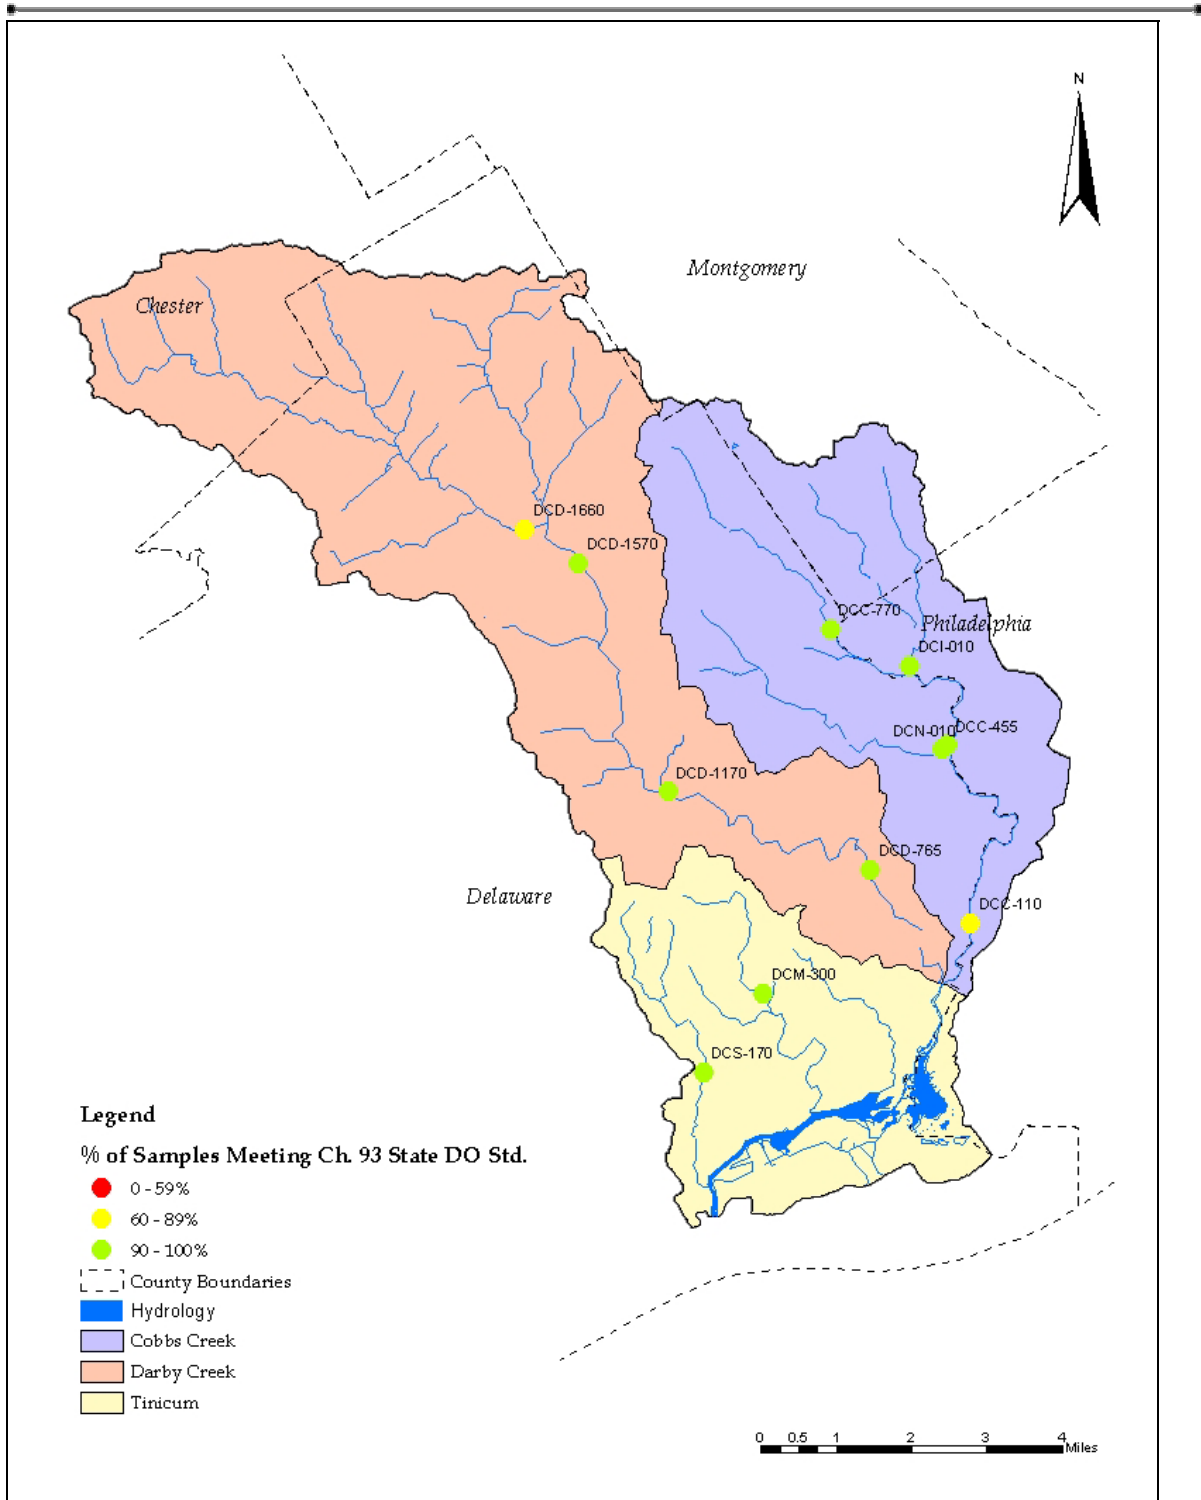 N
Montgomery
Chester
DCD-1660
DCD-1570
DCC-770
Philadelphia
DCI-010
DCN-010
DCC-455
DCD-1170
DCD-765
Delaware
DCC-110
DCM-300
DCS-170
Legend
% of Samples Meeting Ch. 93 State DO Std.
0 - 59%
60 - 89%
90 - 100%
County Boundaries
Hydrology
Cobbs Creek
Darby Creek
Tinicum
0 0.5 1 2 3 4
Miles